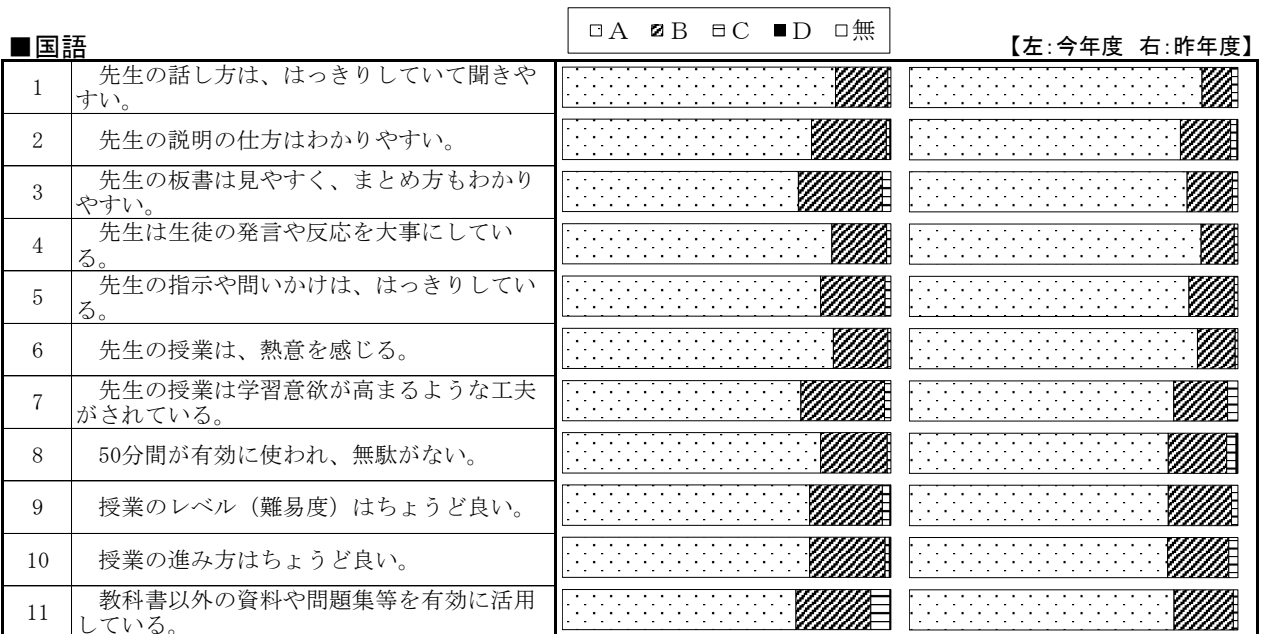 □A ▨B ⊟C ■D □無
■国語
【左:今年度 右:昨年度】
1 先生の話し方は、はっきりしていて聞きや
すい。
2 先生の説明の仕方はわかりやすい。
3 先生の板書は見やすく、まとめ方もわかり
やすい。
4 先生は生徒の発言や反応を大事にしてい
る。
5 先生の指示や問いかけは、はっきりしてい
る。
6 先生の授業は、熱意を感じる。
7 先生の授業は学習意欲が高まるような工夫
がされている。
8 50分間が有効に使われ、無駄がない。
9 授業のレベル(難易度)はちょうど良い。
10 授業の進み方はちょうど良い。
11 教科書以外の資料や問題集等を有効に活用
している。